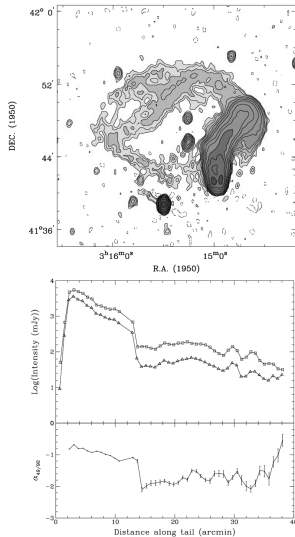 42° 0'
52'
44'
41°36'
DEC. (1950)
3ʰ16ᵐ0ˢ
15ᵐ0ˢ
R.A. (1950)
4
3
2
1
0
Log(Intensity (mJy))
-1
-2
α₄₉/₉₂
0
10
20
30
40
Distance along tail (arcmin)